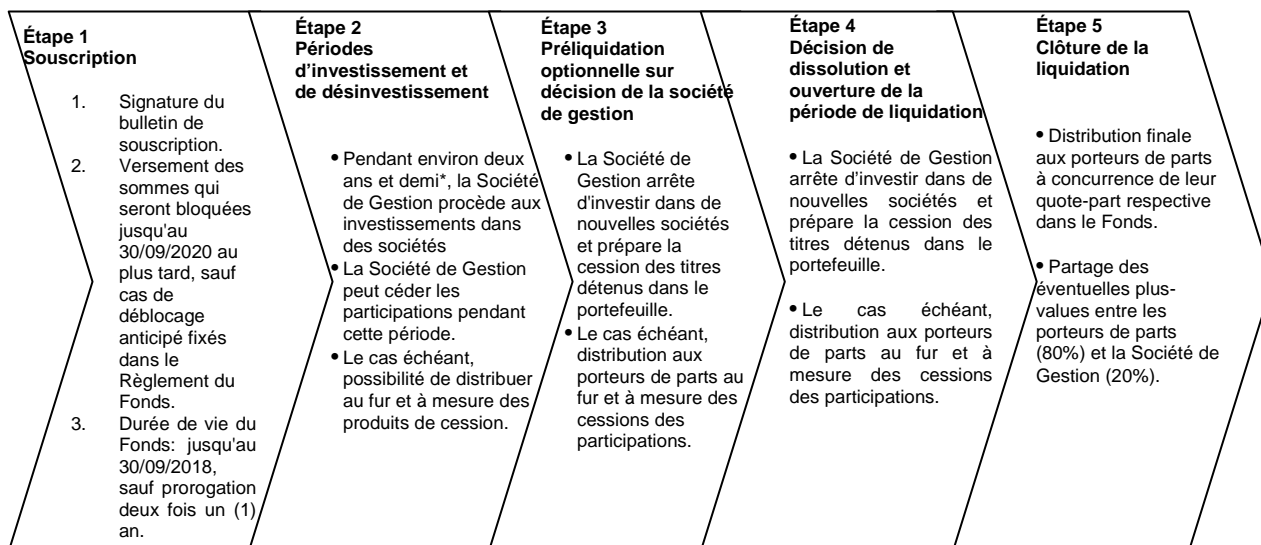 Étape 1
Souscription
1. Signature du
bulletin de
souscription.
2. Versement des
sommes qui
seront bloquées
jusqu'au
30/09/2020 au
plus tard, sauf
cas de
déblocage
anticipé fixés
dans le
Règlement du
Fonds.
3. Durée de vie du
Fonds: jusqu'au
30/09/2018,
sauf prorogation
deux fois un (1)
an.
Étape 2
Périodes
d'investissement et
de désinvestissement
• Pendant environ deux
ans et demi*, la Société
de Gestion procède aux
investissements dans
des sociétés
• La Société de Gestion
peut céder les
participations pendant
cette période.
• Le cas échéant,
possibilité de distribuer
au fur et à mesure des
produits de cession.
Étape 3
Préliquidation
optionnelle sur
décision de la société
de gestion
• La Société de
Gestion arrête
d'investir dans de
nouvelles sociétés
et prépare la
cession des titres
détenus dans le
portefeuille.
• Le cas échéant,
distribution aux
porteurs de parts au
fur et à mesure des
cessions des
participations.
Étape 4
Décision de
dissolution et
ouverture de la
période de liquidation
• La Société de Gestion
arrête d'investir dans de
nouvelles sociétés et
prépare la cession des
titres détenus dans le
portefeuille.
• Le cas échéant,
distribution aux porteurs
de parts au fur et à
mesure des cessions
des participations.
Étape 5
Clôture de la
liquidation
• Distribution finale
aux porteurs de parts
à concurrence de leur
quote-part respective
dans le Fonds.
• Partage des
éventuelles plus-
values entre les
porteurs de parts
(80%) et la Société de
Gestion (20%).